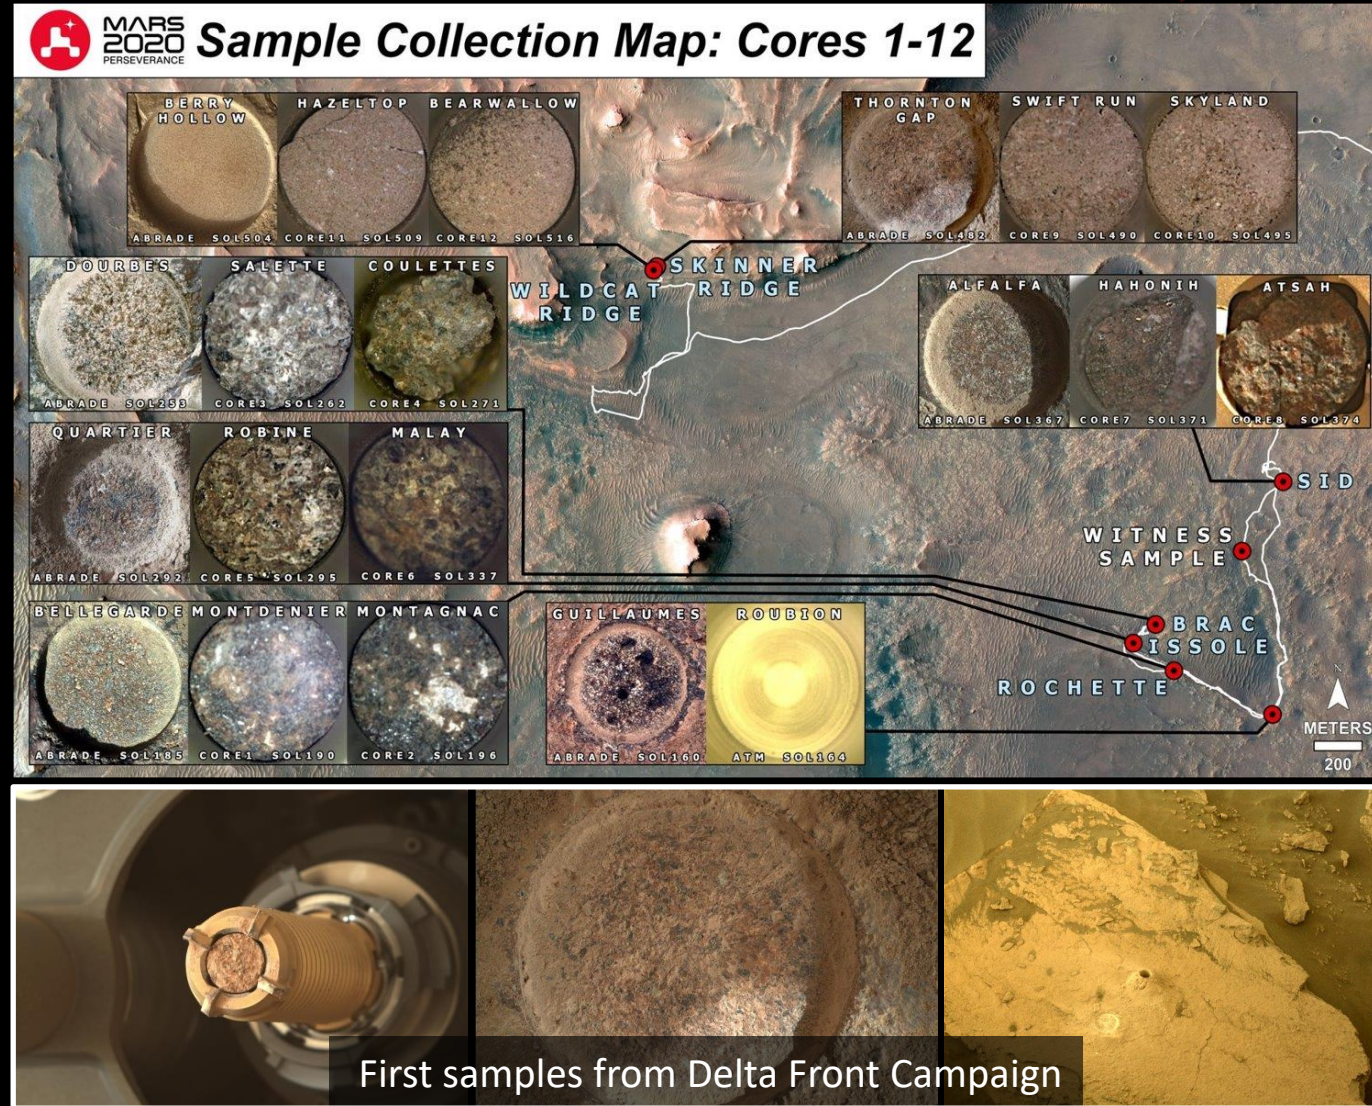 MARS
2020
PERSEVERANCE
Sample Collection Map: Cores 1-12
BERRY
HOLLOW
ABRADE SOL504
HAZELTOP
CORE11 SOL509
BEARWALLOW
CORE12 SOL516
THORNTON
GAP
ABRADE SOL482
SWIFT RUN
CORE9 SOL490
SKYLAND
CORE10 SOL495
SKINNER
RIDGE
WILDCAT
RIDGE
DOURBES
ABRADE SOL253
SALETTE
CORE3 SOL262
COULETTES
CORE4 SOL271
ALFALFA
ABRADE SOL367
HAHONIH
CORE7 SOL371
ATSAH
CORE8 SOL374
QUARTIER
ABRADE SOL292
ROBINE
CORE5 SOL295
MALAY
CORE6 SOL337
SID
WITNESS
SAMPLE
BRAC
ISSOLE
ROCHETTE
BELLEGARDE
ABRADE SOL185
MONTDENIER
CORE1 SOL190
MONTAGNAC
CORE2 SOL196
GUILLAUMES
ABRADE SOL160
ROUBION
ATM SOL164
N
METERS
200
First samples from Delta Front Campaign